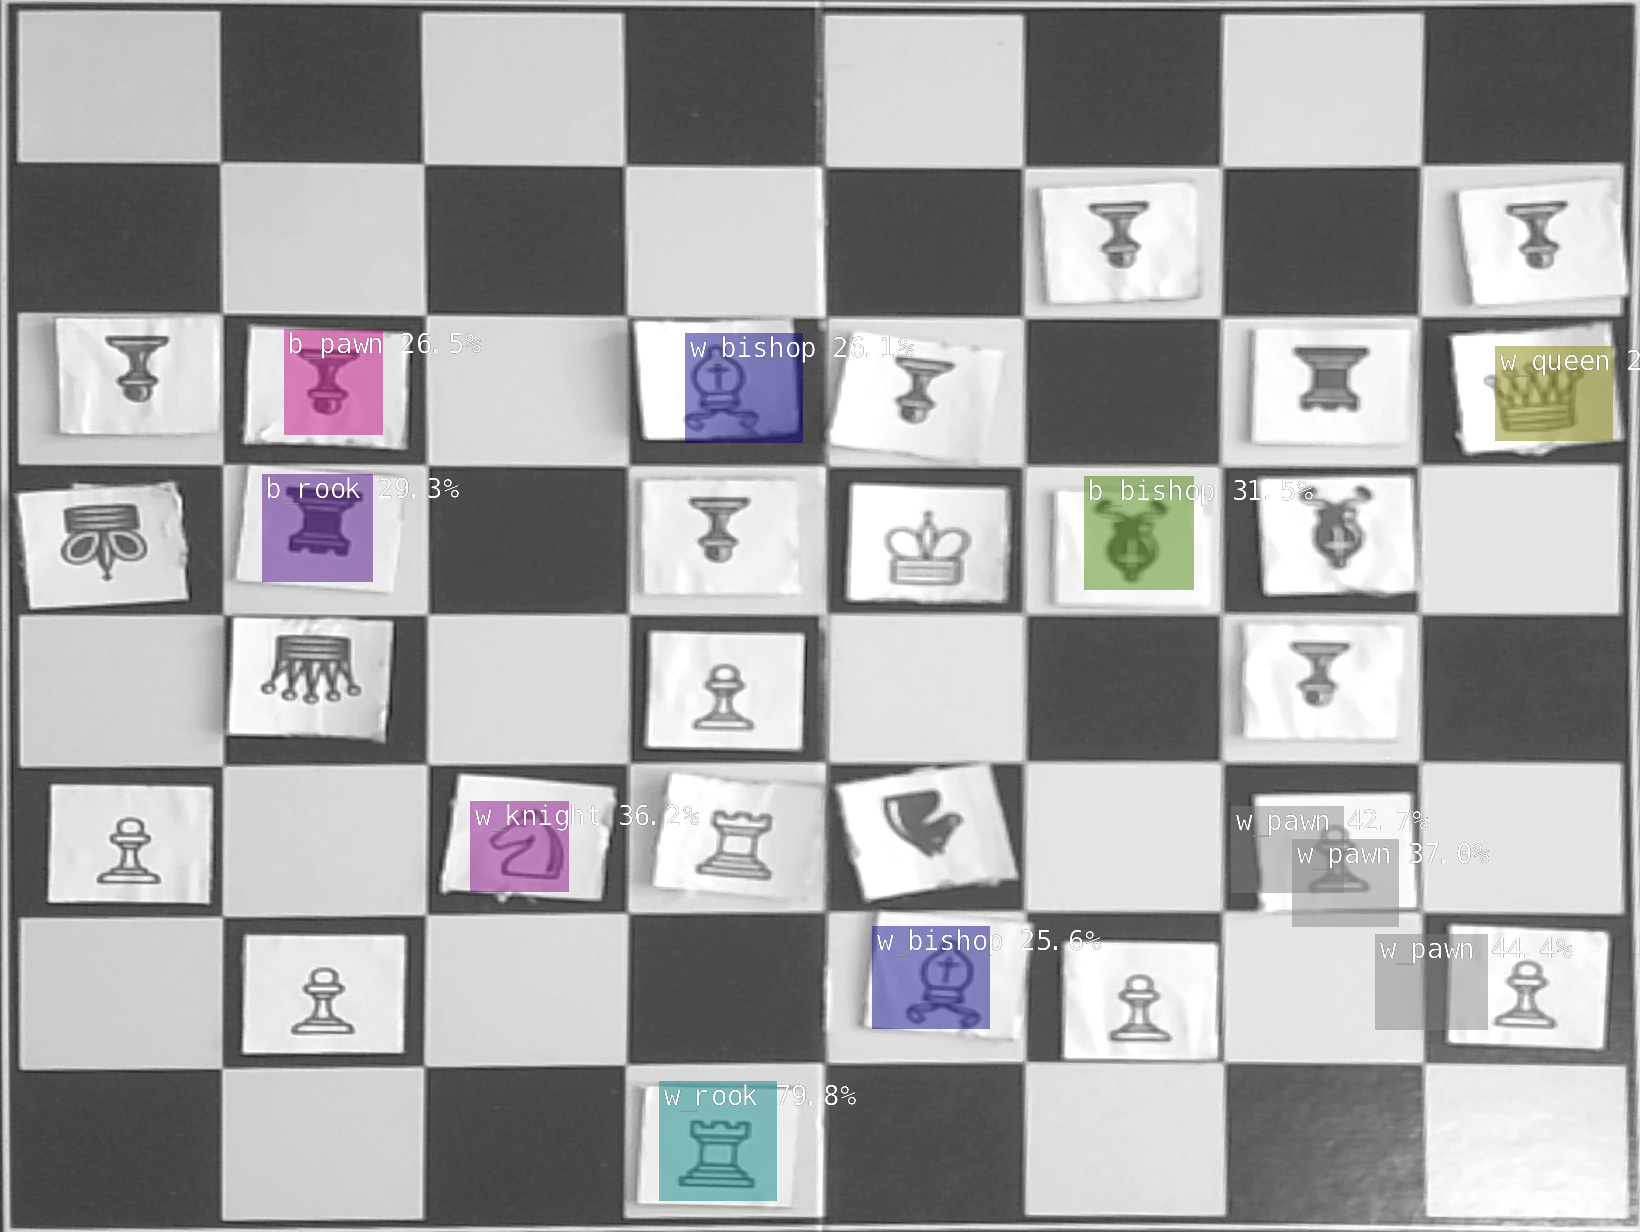 b_pawn 26.5%
w_bishop 26.1%
w_queen 2
b_rook 29.3%
b_bishop 31.5%
w_knight 36.2%
w_pawn 42.7%
w_pawn 37.0%
w_bishop 25.6%
w_pawn 44.4%
w_rook 79.8%